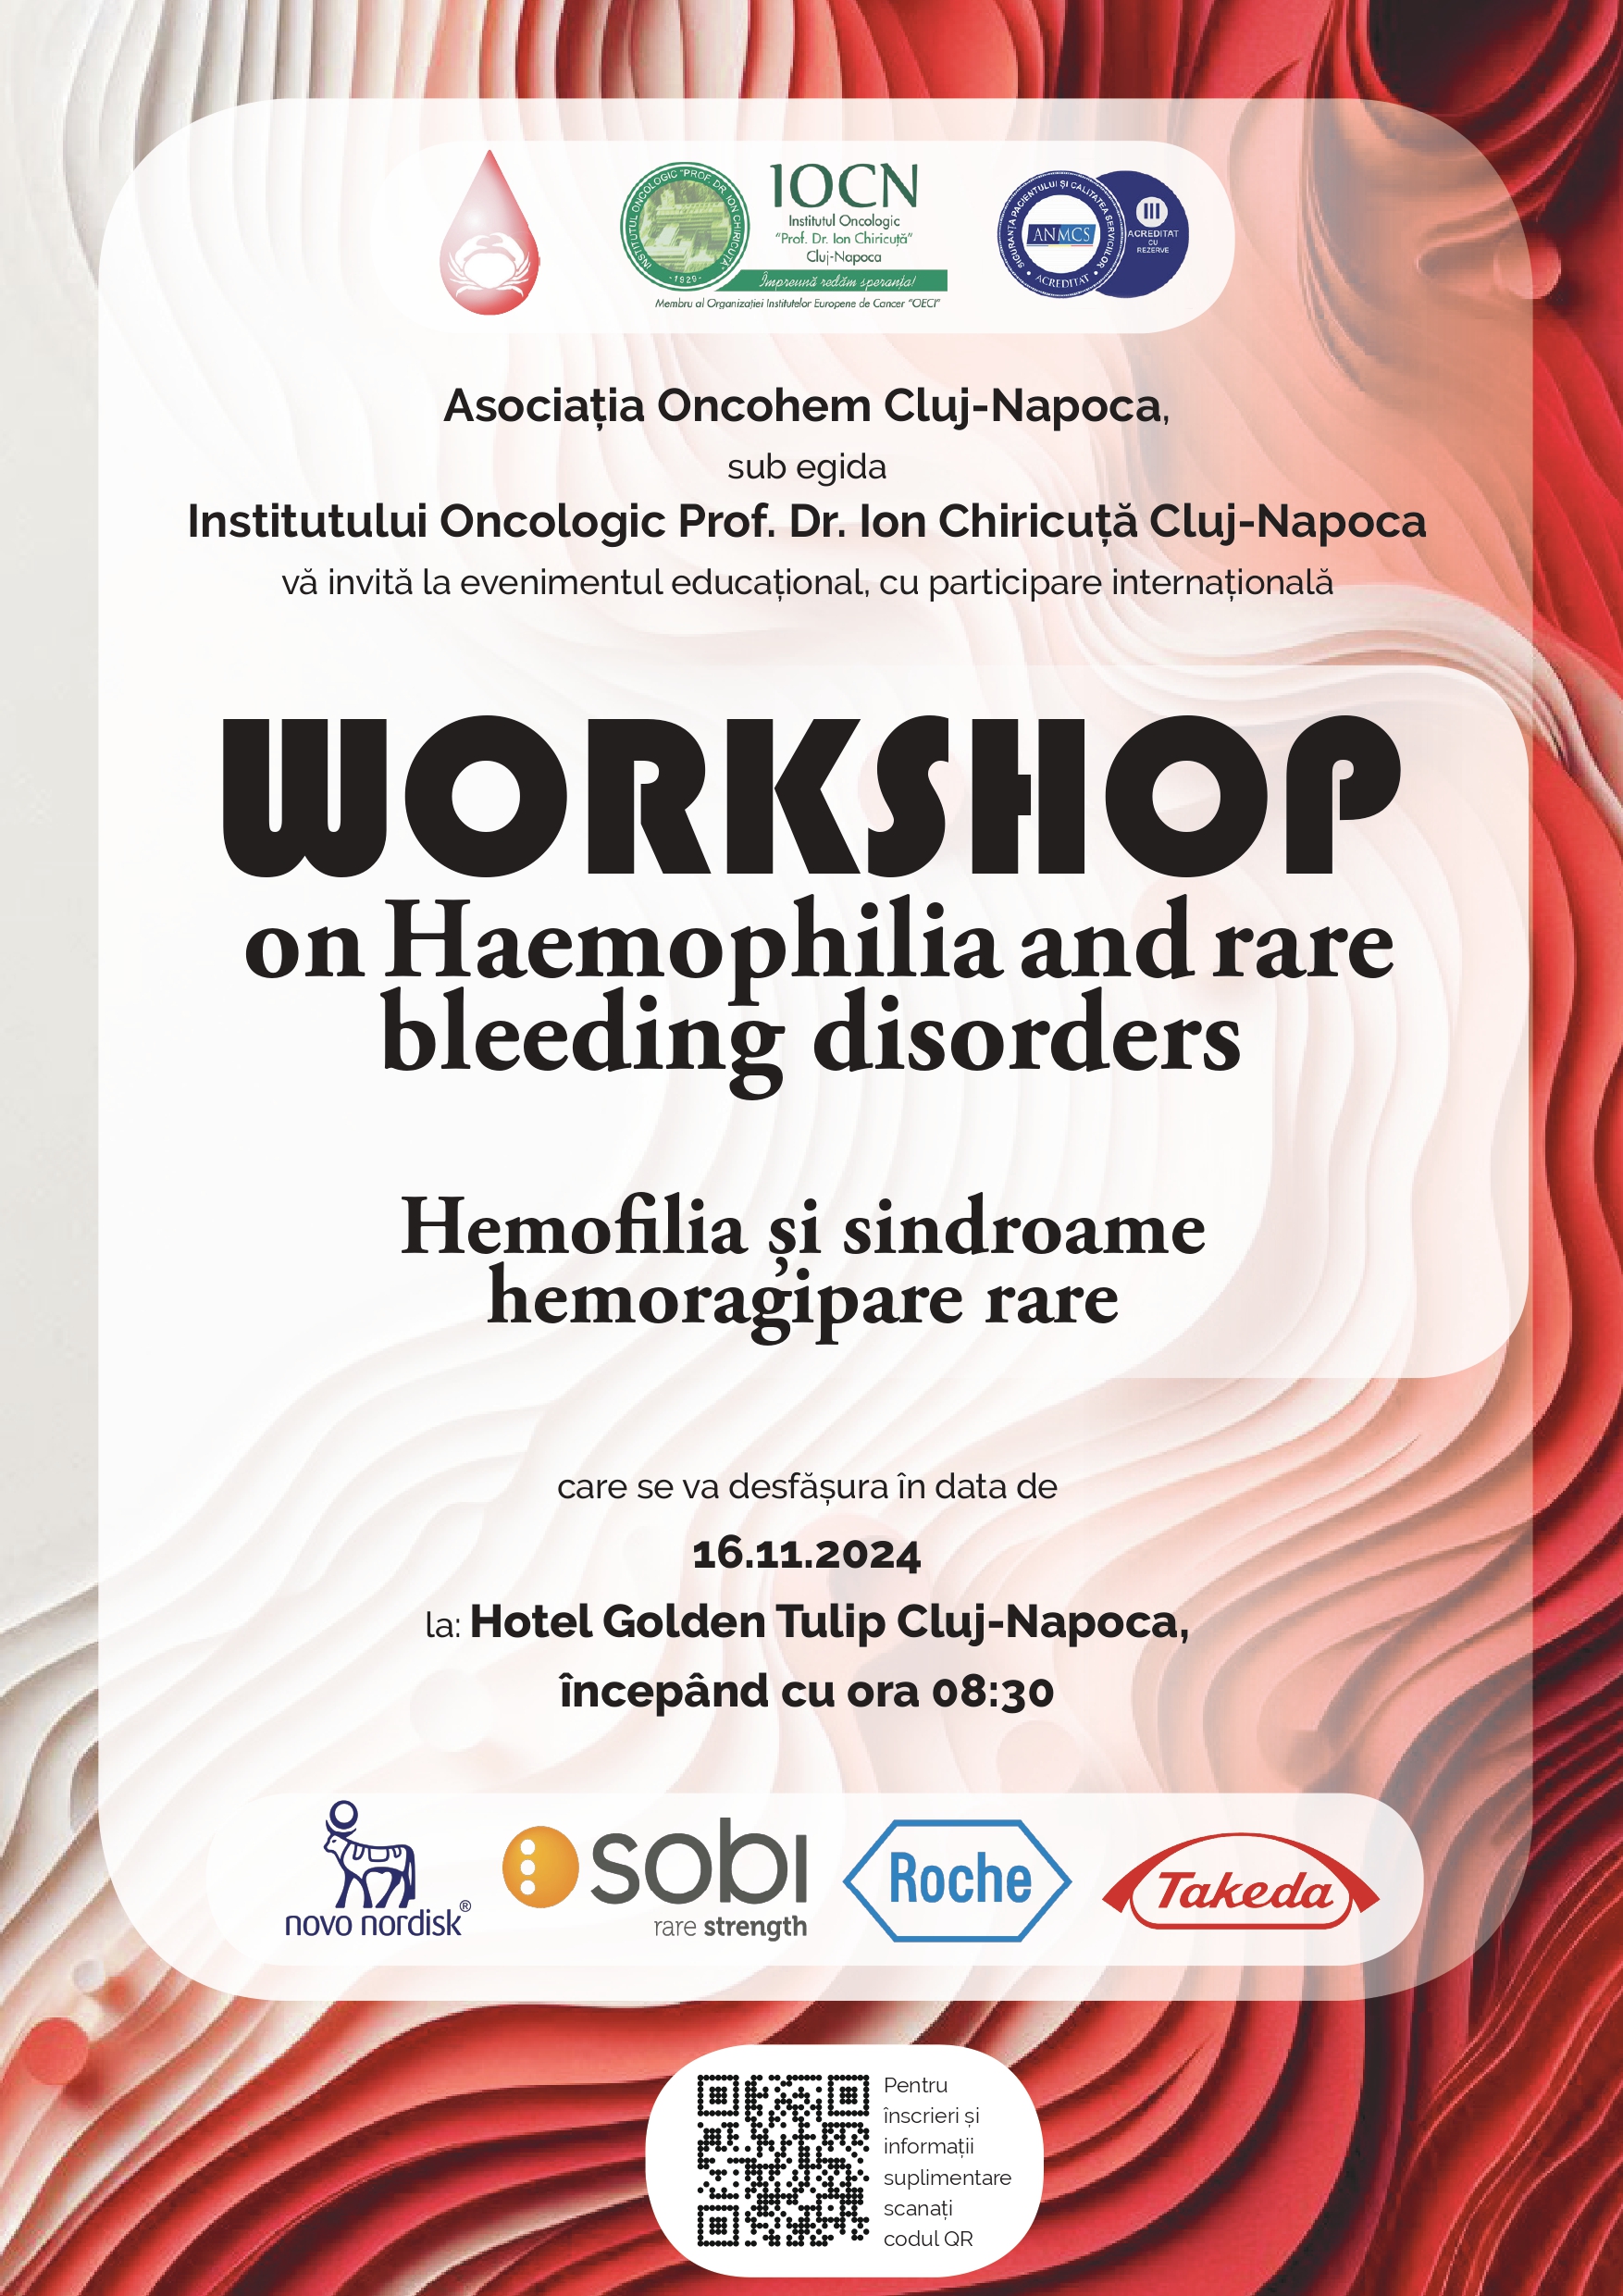 INSTITUTUL ONCOLOGIC "PROF. DR. ION CHIRICUȚĂ"
-1929-
IOCN
Institutul Oncologic
"Prof. Dr. Ion Chiricuță"
Cluj-Napoca
Împreună redăm speranța!
Membru al Organizației Institutelor Europene de Cancer "OECI"
SIGURANȚA PACIENTULUI ȘI CALITATEA SERVICIILOR
ANMCS
• ACREDITAT •
III
ACREDITAT
CU
REZERVE
Asociația Oncohem Cluj-Napoca,
sub egida
Institutului Oncologic Prof. Dr. Ion Chiricuță Cluj-Napoca
vă invită la evenimentul educațional, cu participare internațională
WORKSHOP
on Haemophilia and rare
bleeding disorders
Hemofilia și sindroame
hemoragipare rare
care se va desfășura în data de
16.11.2024
la: Hotel Golden Tulip Cluj-Napoca,
începând cu ora 08:30
novo nordisk®
sobi
rare strength
Roche
Takeda
Pentru
înscrieri și
informații
suplimentare
scanați
codul QR